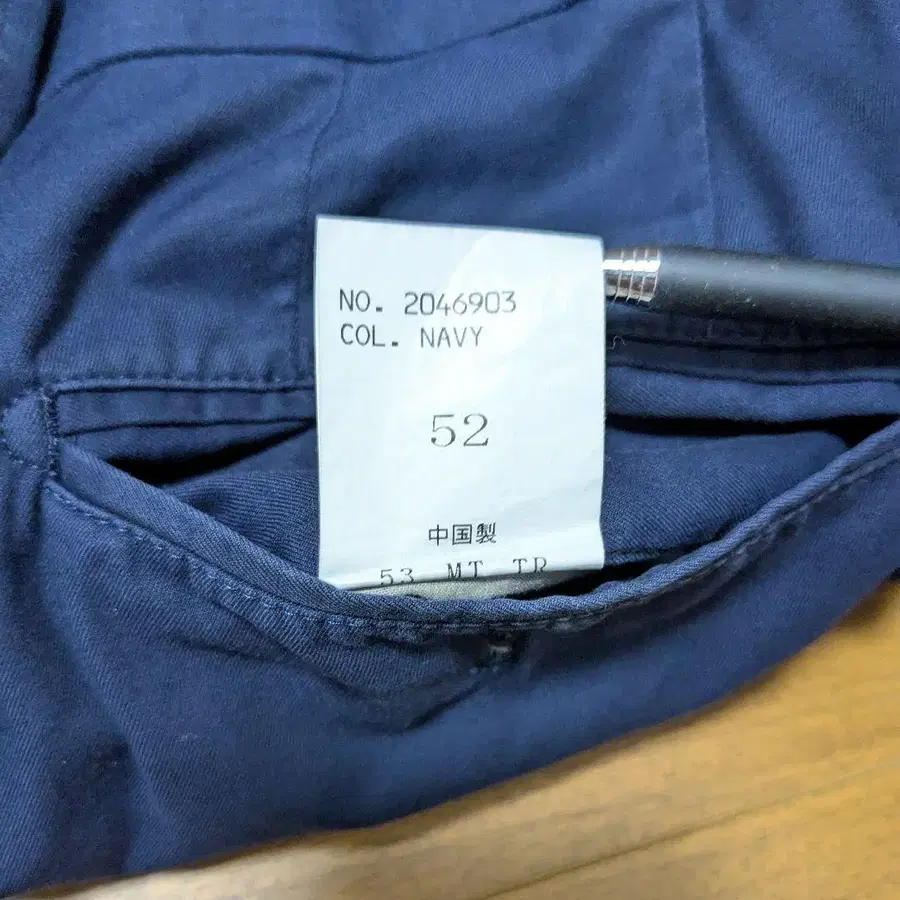 NO. 2046903
COL. NAVY
52
中国製
53 MT TR